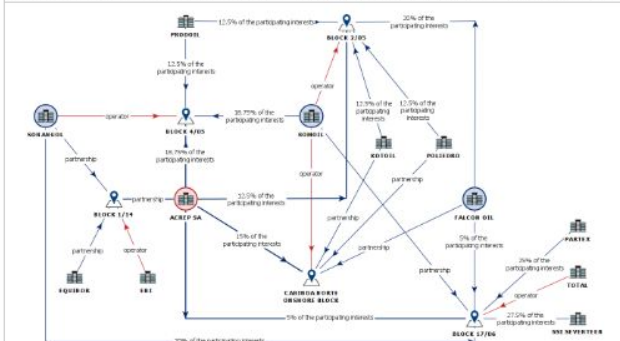 12.5% of the participating interests
20% of the
participating interests
PRODOIL
BLOCK 2/05
12.5% of the
participating interests
operator
12.5% of the
participating
interests
12.5% of the
participating
interests
operator
18.75% of the
participating interests
SONANGOL
BLOCK 4/05
SOMOIL
18.75% of the
participating interests
KOTOIL
POLIEDRO
partnership
operator
partnership
partnership
12.5% of the
participating interests
BLOCK 1/14
ACREP SA
FALCON OIL
partnership
15% of the
participating interests
partnership
5% of the
participating interests
PARTEX
partnership
operator
partnership
operator
TOTAL
EQUINOR
ENI
CABINDA NORTE
ONSHORE BLOCK
27.5% of the
participating interests
5% of the participating interests
BLOCK 17/06
SSI SEVENTEEN
participating interests